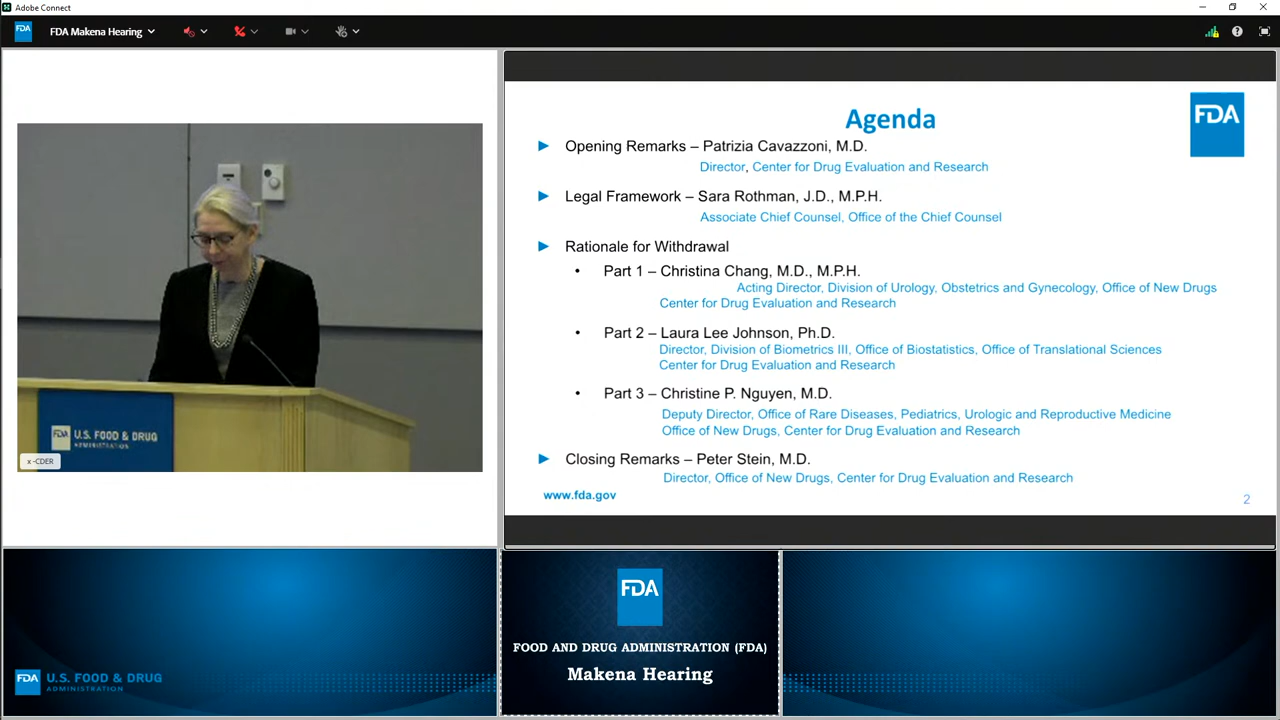 Adobe Connect
FDA
FDA Makena Hearing
U.S. FOOD & DRUG
FDA
ADMINISTRATION
x -CDER
Agenda
FDA
Opening Remarks – Patrizia Cavazzoni, M.D.
Director, Center for Drug Evaluation and Research
Legal Framework – Sara Rothman, J.D., M.P.H.
Associate Chief Counsel, Office of the Chief Counsel
Rationale for Withdrawal
• Part 1 – Christina Chang, M.D., M.P.H.
Acting Director, Division of Urology, Obstetrics and Gynecology, Office of New Drugs
Center for Drug Evaluation and Research
• Part 2 – Laura Lee Johnson, Ph.D.
Director, Division of Biometrics III, Office of Biostatistics, Office of Translational Sciences
Center for Drug Evaluation and Research
• Part 3 – Christine P. Nguyen, M.D.
Deputy Director, Office of Rare Diseases, Pediatrics, Urologic and Reproductive Medicine
Office of New Drugs, Center for Drug Evaluation and Research
Closing Remarks – Peter Stein, M.D.
Director, Office of New Drugs, Center for Drug Evaluation and Research
www.fda.gov
2
FDA
U.S. FOOD & DRUG
ADMINISTRATION
FDA
FOOD AND DRUG ADMINISTRATION (FDA)
Makena Hearing